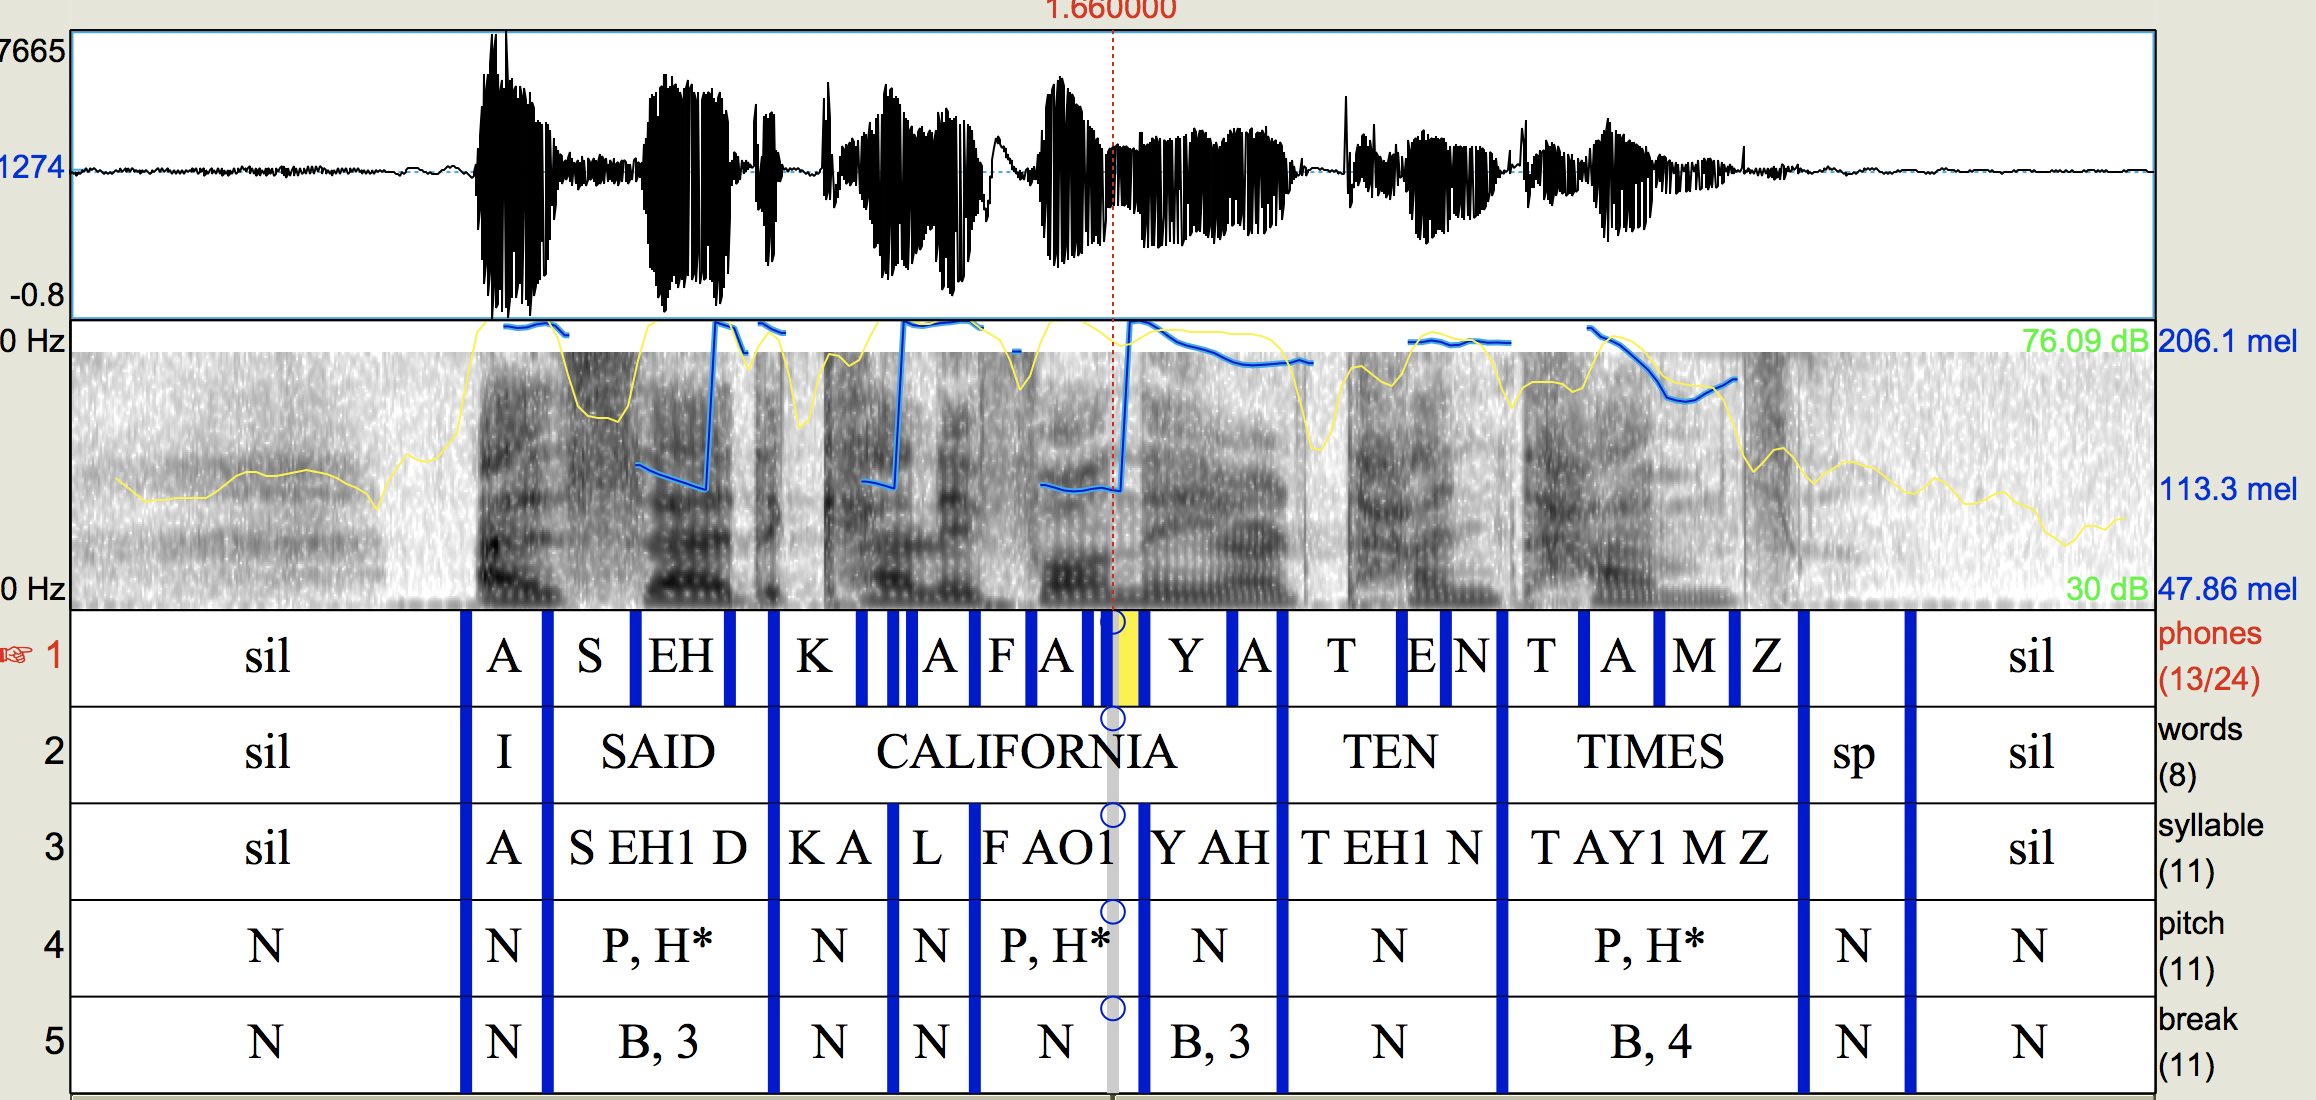 1.660000
7665
1274
-0.8
0 Hz
76.09 dB
206.1 mel
113.3 mel
0 Hz
30 dB
47.86 mel
1 sil A S EH K A F A Y A T E N T A M Z sil phones (13/24)
2 sil I SAID CALIFORNIA TEN TIMES sp sil words (8)
3 sil A S EH1 D K A L F AO1 Y AH T EH1 N T AY1 M Z sil syllable (11)
4 N N P, H* N N P, H* N N P, H* N N pitch (11)
5 N N B, 3 N N N B, 3 N B, 4 N N break (11)